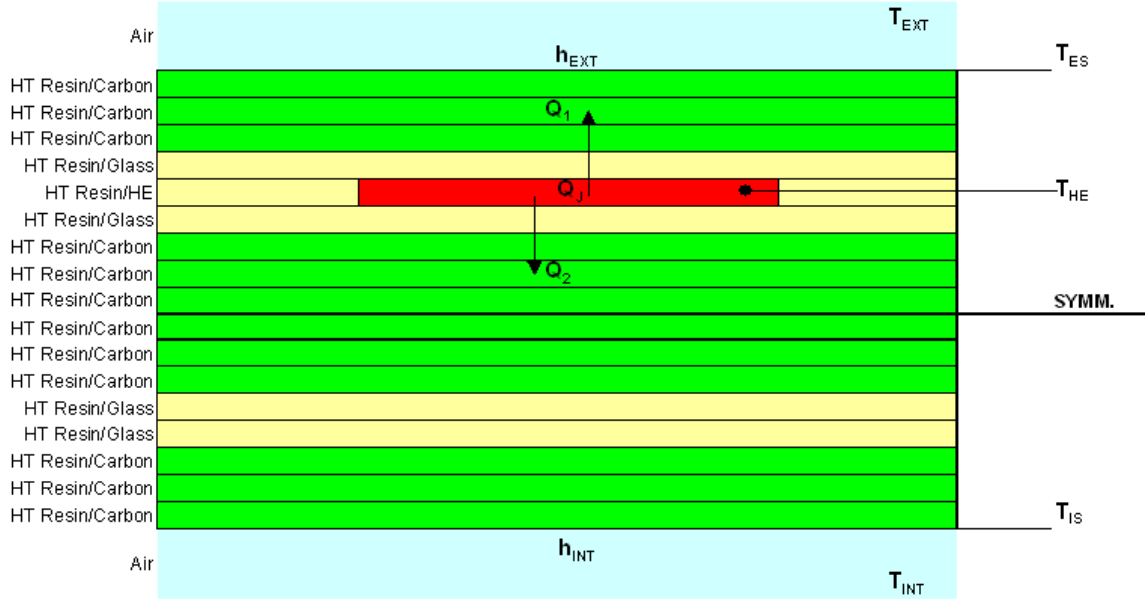 T_EXT
Air
h_EXT
T_ES
HT Resin/Carbon
HT Resin/Carbon
Q_1
HT Resin/Carbon
HT Resin/Glass
HT Resin/HE
Q_J
T_HE
HT Resin/Glass
HT Resin/Carbon
HT Resin/Carbon
Q_2
HT Resin/Carbon
SYMM.
HT Resin/Carbon
HT Resin/Carbon
HT Resin/Carbon
HT Resin/Glass
HT Resin/Glass
HT Resin/Carbon
HT Resin/Carbon
HT Resin/Carbon
T_IS
h_INT
Air
T_INT